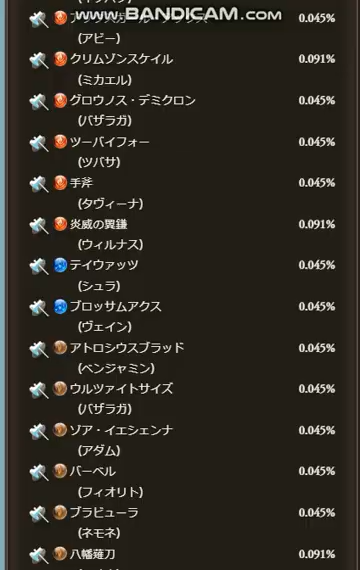 www.BANDICAM.com
0.045%
(アビー)
クリムゾンスケイル 0.091%
(ミカエル)
グロウノス・デミクロン 0.045%
(バザラガ)
ツーバイフォー 0.045%
(ツバサ)
手斧 0.045%
(タヴィーナ)
炎威の巽鎌 0.091%
(ウィルナス)
テイワァッツ 0.045%
(シュラ)
ブロッサムアクス 0.045%
(ヴェイン)
アトロシウスブラッド 0.045%
(ベンジャミン)
ウルツァイトサイズ 0.045%
(バザラガ)
ゾア・イエシェンナ 0.045%
(アダム)
バーベル 0.045%
(フィオリト)
ブラビューラ 0.045%
(ネモネ)
八幡薙刀 0.091%